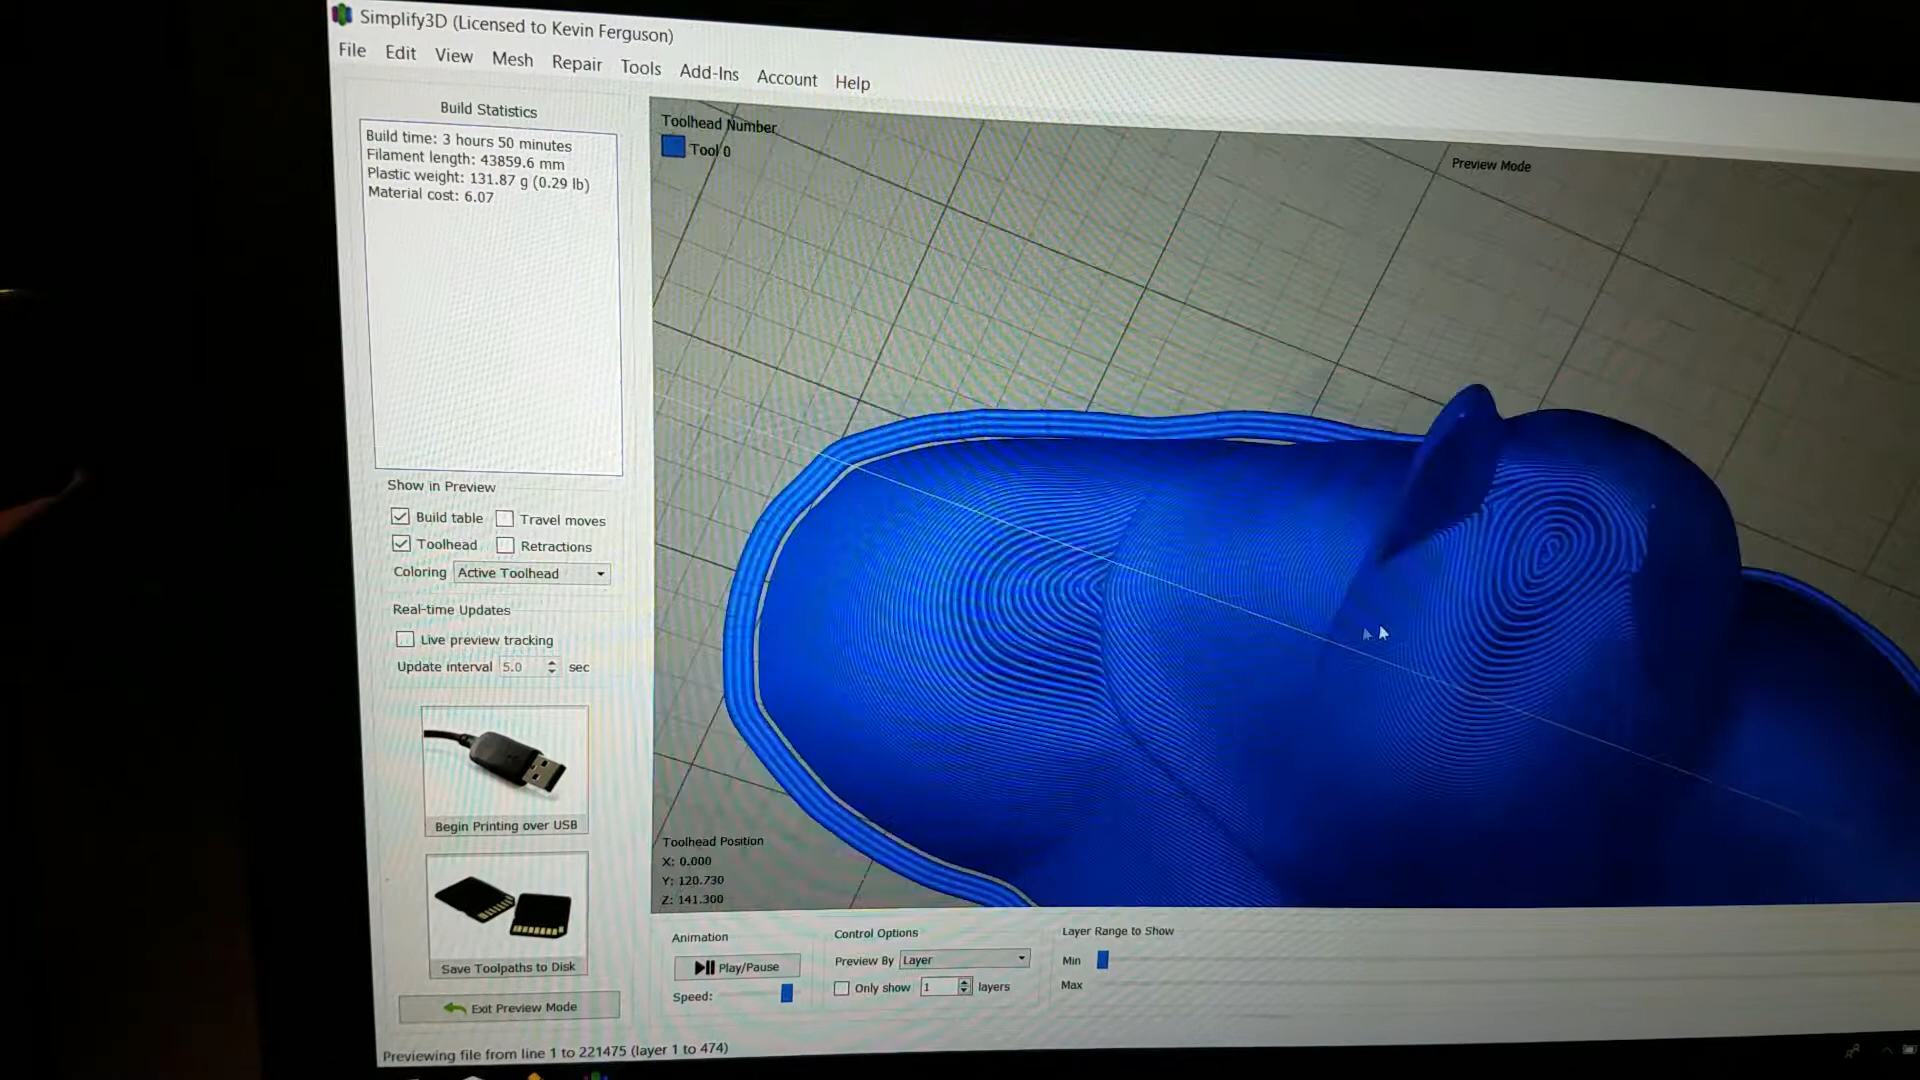 Simplify3D (Licensed to Kevin Ferguson)
File Edit View Mesh Repair Tools Add-Ins Account Help
Build Statistics
Build time: 3 hours 50 minutes
Filament length: 43859.6 mm
Plastic weight: 131.87 g (0.29 lb)
Material cost: 6.07
Toolhead Number
Tool 0
Preview Mode
Show in Preview
Build table Travel moves
Toolhead Retractions
Coloring Active Toolhead
Real-time Updates
Live preview tracking
Update interval 5.0 sec
Begin Printing over USB
Save Toolpaths to Disk
Exit Preview Mode
Toolhead Position
X: 0.000
Y: 120.730
Z: 141.300
Animation
Play/Pause
Speed:
Control Options
Preview By Layer
Only show 1 layers
Layer Range to Show
Min
Max
Previewing file from line 1 to 221475 (layer 1 to 474)